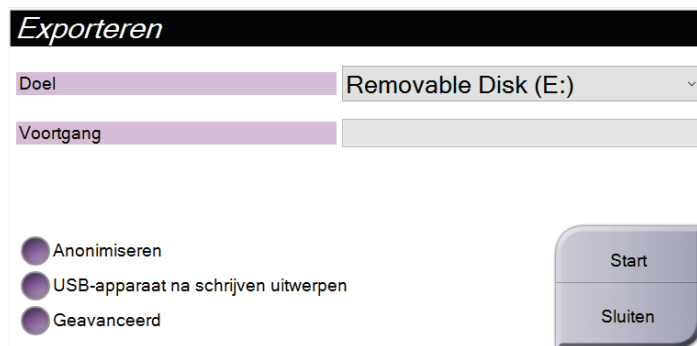 Exporteren
Doel
Removable Disk (E:)
Voortgang
Anonimiseren
USB-apparaat na schrijven uitwerpen
Geavanceerd
Start
Sluiten